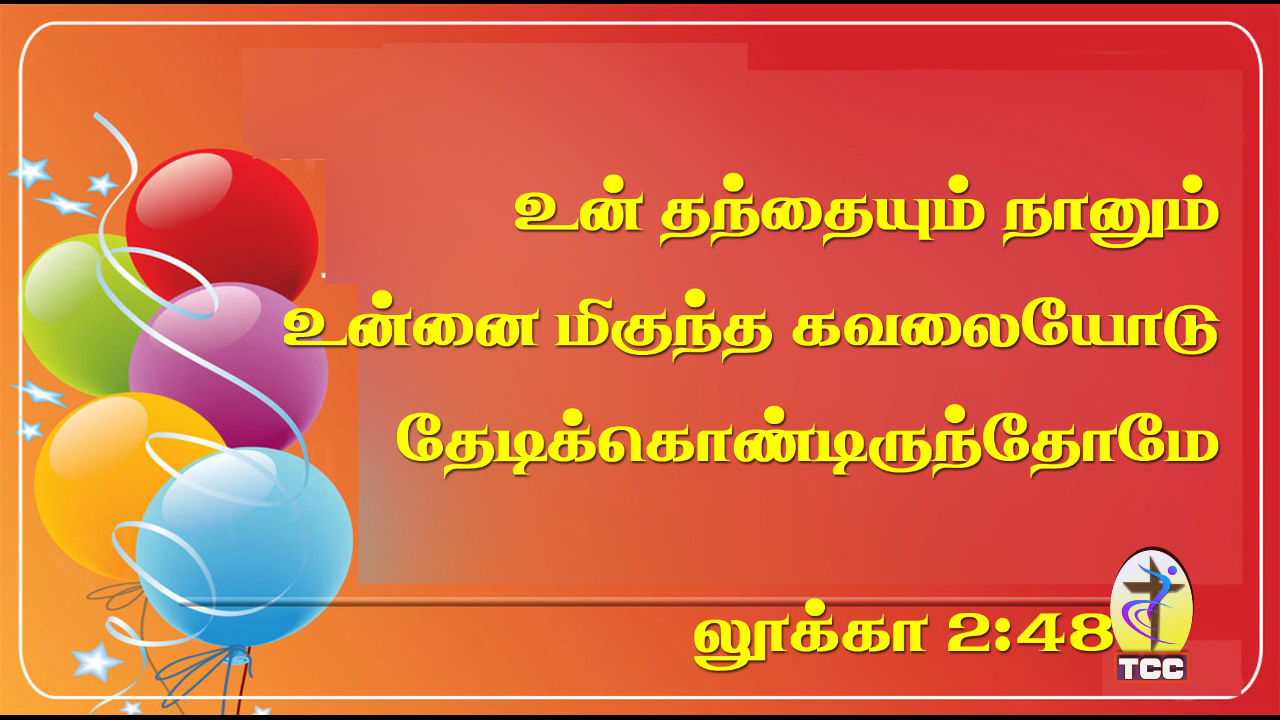 உன் தந்தையும் நானும்
உன்னை மிகுந்த கவலையோடு
தேடிக்கொண்டிருந்தோமே
லூக்கா 2:48
TCC